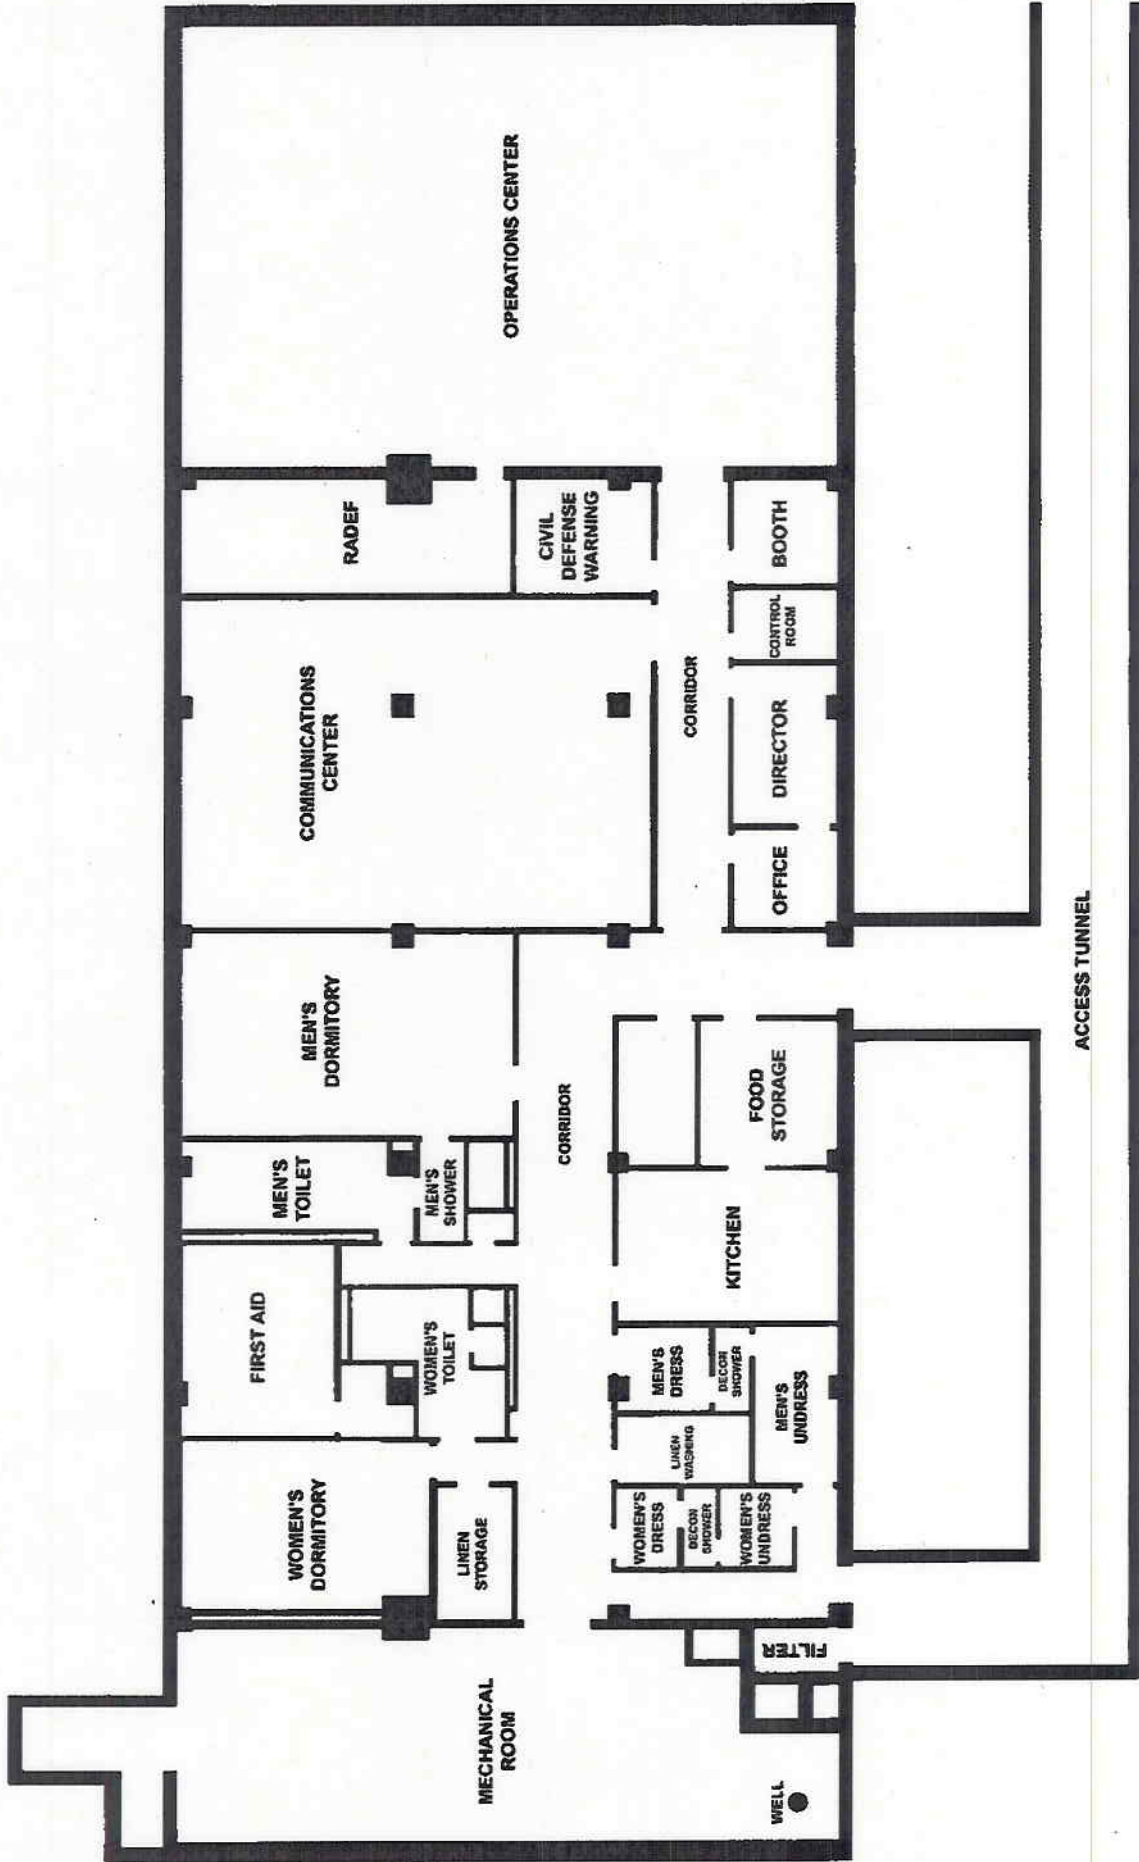 OPERATIONS CENTER
RADEF
CIVIL
DEFENSE
WARNING
BOOTH
CONTROL
ROOM
COMMUNICATIONS
CENTER
CORRIDOR
DIRECTOR
OFFICE
MEN'S
DORMITORY
CORRIDOR
FOOD
STORAGE
ACCESS TUNNEL
MEN'S
TOILET
MEN'S
SHOWER
KITCHEN
FIRST AID
WOMEN'S
TOILET
MEN'S
DRESS
DECON
SHOWER
MEN'S
UNDRESS
LINEN
WASHING
WOMEN'S
DORMITORY
LINEN
STORAGE
WOMEN'S
DRESS
DECON
SHOWER
WOMEN'S
UNDRESS
FILTER
MECHANICAL
ROOM
WELL